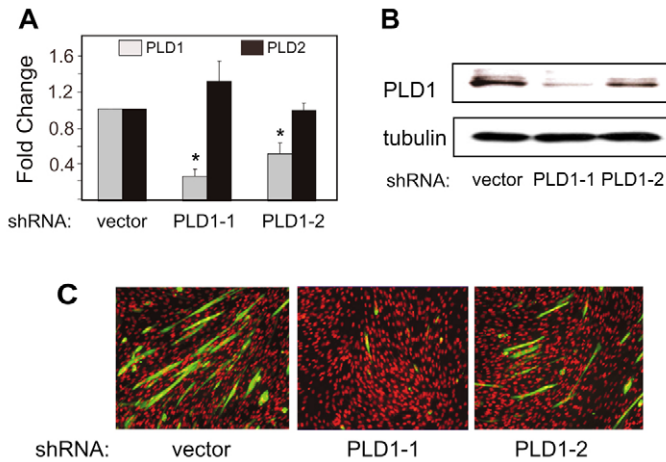 A
Fold Change
1.6
1.2
0.8
0.4
PLD1 PLD2
* *
shRNA: vector PLD1-1 PLD1-2
B
PLD1
tubulin
shRNA: vector PLD1-1 PLD1-2
C
shRNA: vector PLD1-1 PLD1-2